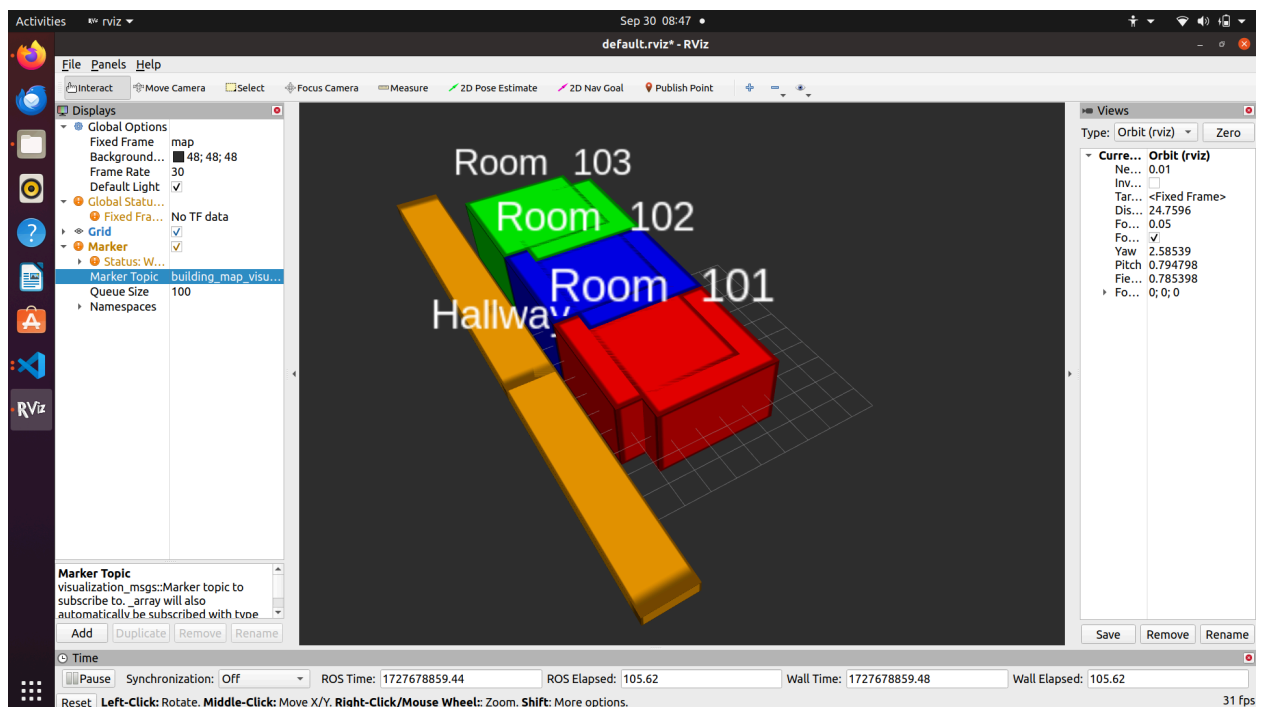 Activities rviz Sep 30 08:47
default.rviz* - RViz
File Panels Help
Interact Move Camera Select Focus Camera Measure 2D Pose Estimate 2D Nav Goal Publish Point
Displays
Global Options
Fixed Frame map
Background... 48; 48; 48
Frame Rate 30
Default Light
Global Statu...
Fixed Fra... No TF data
Grid
Marker
Status: W...
Marker Topic building_map_visu...
Queue Size 100
Namespaces
Marker Topic
visualization_msgs::Marker topic to
subscribe to. _array will also
automatically be subscribed with type
Add Duplicate Remove Rename
Room 103
Room 102
Room 101
Hallway
Views
Type: Orbit (rviz) Zero
Curre... Orbit (rviz)
Ne... 0.01
Inv...
Tar... <Fixed Frame>
Dis... 24.7596
Fo... 0.05
Fo...
Yaw 2.58539
Pitch 0.794798
Fie... 0.785398
Fo... 0; 0; 0
Save Remove Rename
RViz
Time
Pause Synchronization: Off ROS Time: 1727678859.44 ROS Elapsed: 105.62 Wall Time: 1727678859.48 Wall Elapsed: 105.62
Reset Left-Click: Rotate. Middle-Click: Move X/Y. Right-Click/Mouse Wheel:: Zoom. Shift: More options. 31 fps